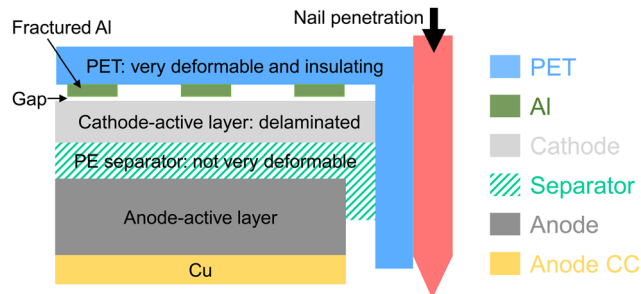 Nail penetration
Fractured Al
PET: very deformable and insulating
Gap
Cathode-active layer: delaminated
PE separator: not very deformable
Anode-active layer
Cu
PET
Al
Cathode
Separator
Anode
Anode CC